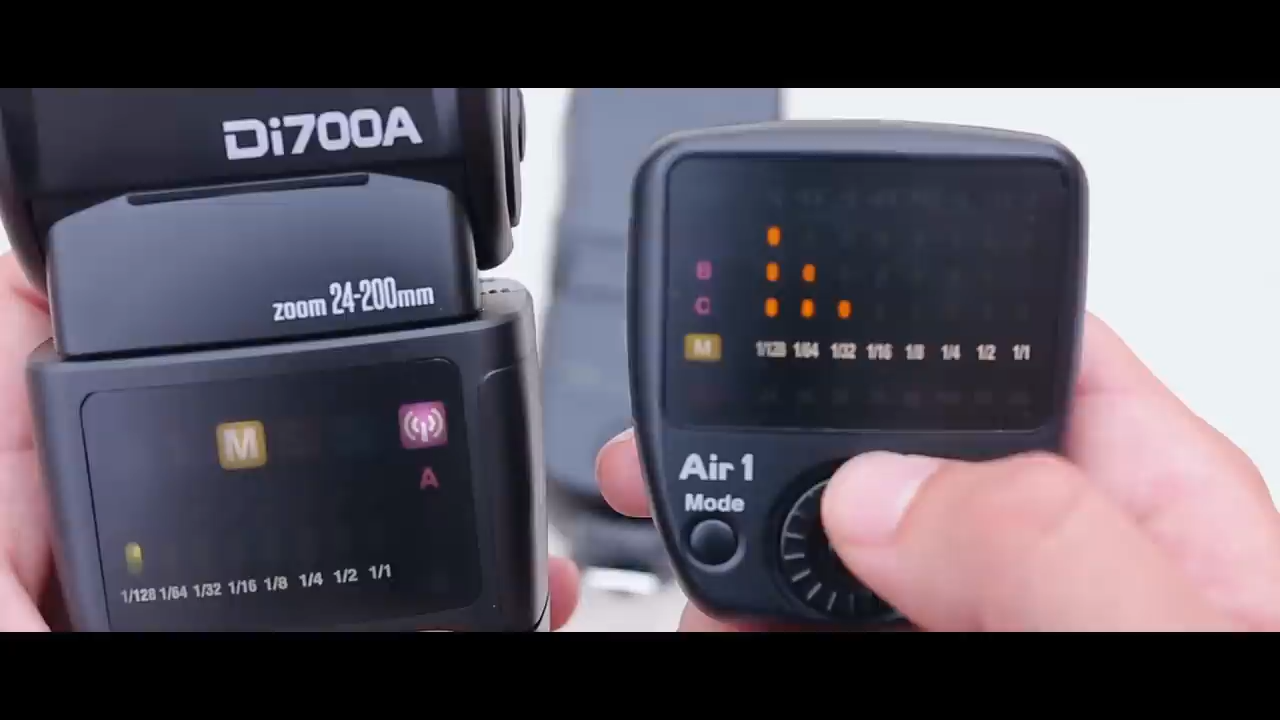 Di700A
zoom 24-200mm
M
A
1/128 1/64 1/32 1/16 1/8 1/4 1/2 1/1
B
C
M
1/128 1/64 1/32 1/16 1/8 1/4 1/2 1/1
Air 1
Mode